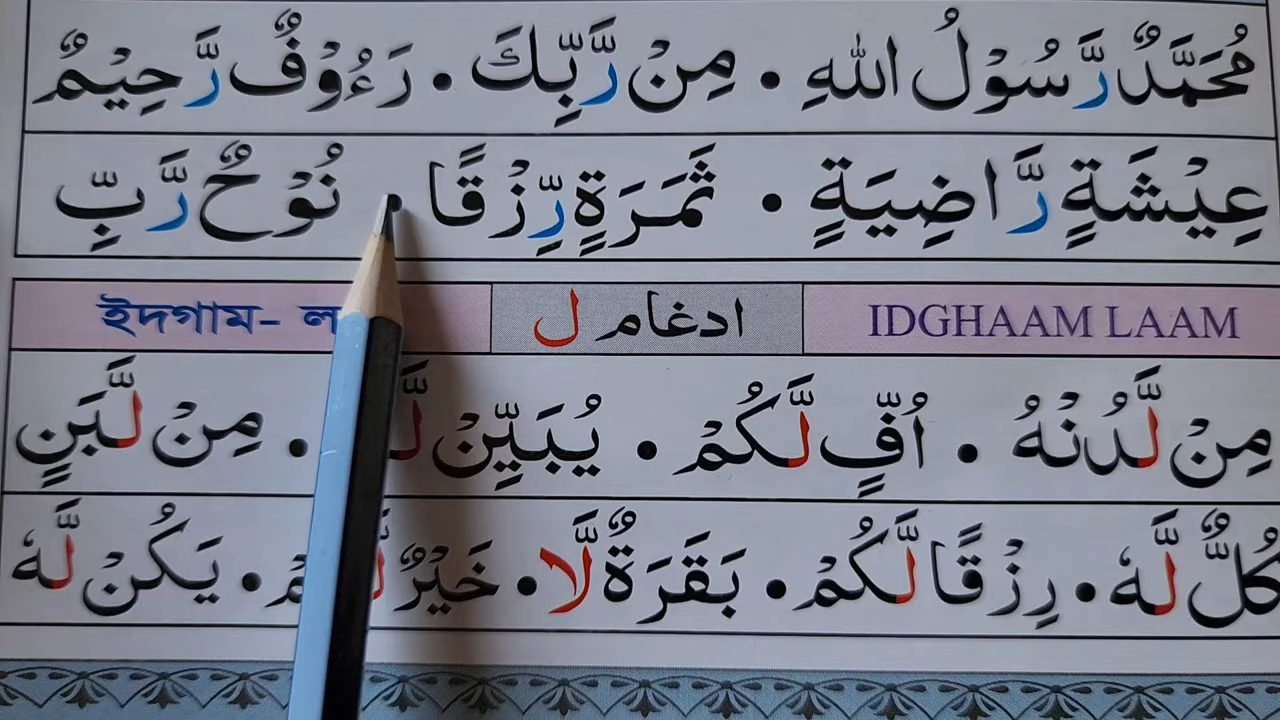 مُحَمَّدٌ رَّسُوْلُ اللهِ • مِنْ رَّبِّكَ • رَءُوْفٌ رَّحِيْمٌ
عِيْشَةٍ رَّاضِيَةٍ • ثَمَرَةٍ رِّزْقًا • نُوْحٌ رَّبِّ
IDGHAAM LAAM ادغام ل ইদগাম-
مِنْ لَّدُنْهُ • اُفٍّ لَّكُمْ • يُبَيِّنْ • مِنْ لَّبَنٍ
كُلٌّ لَّهٗ • رِزْقًا لَّكُمْ • بَقَرَةٌ لَّا • خَيْرٌ • يَكُنْ لَّهٗ